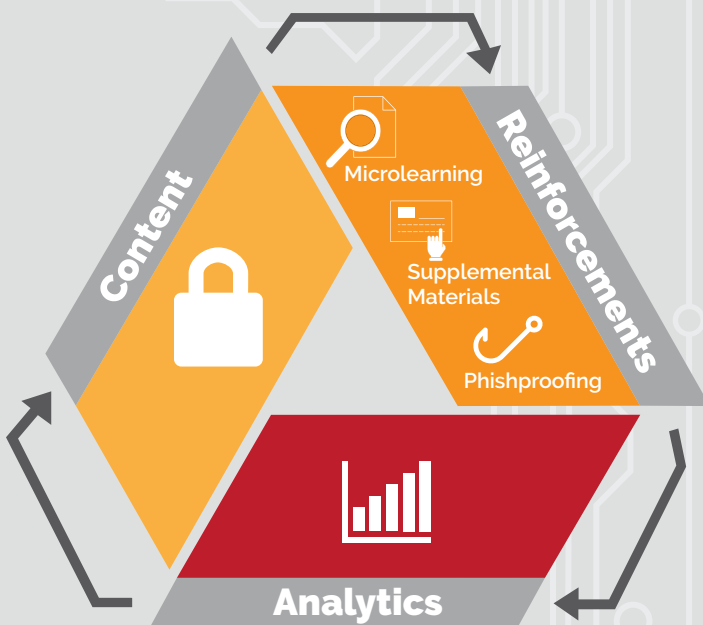 Content
Reinforcements
Microlearning
Supplemental
Materials
Phishproofing
Analytics